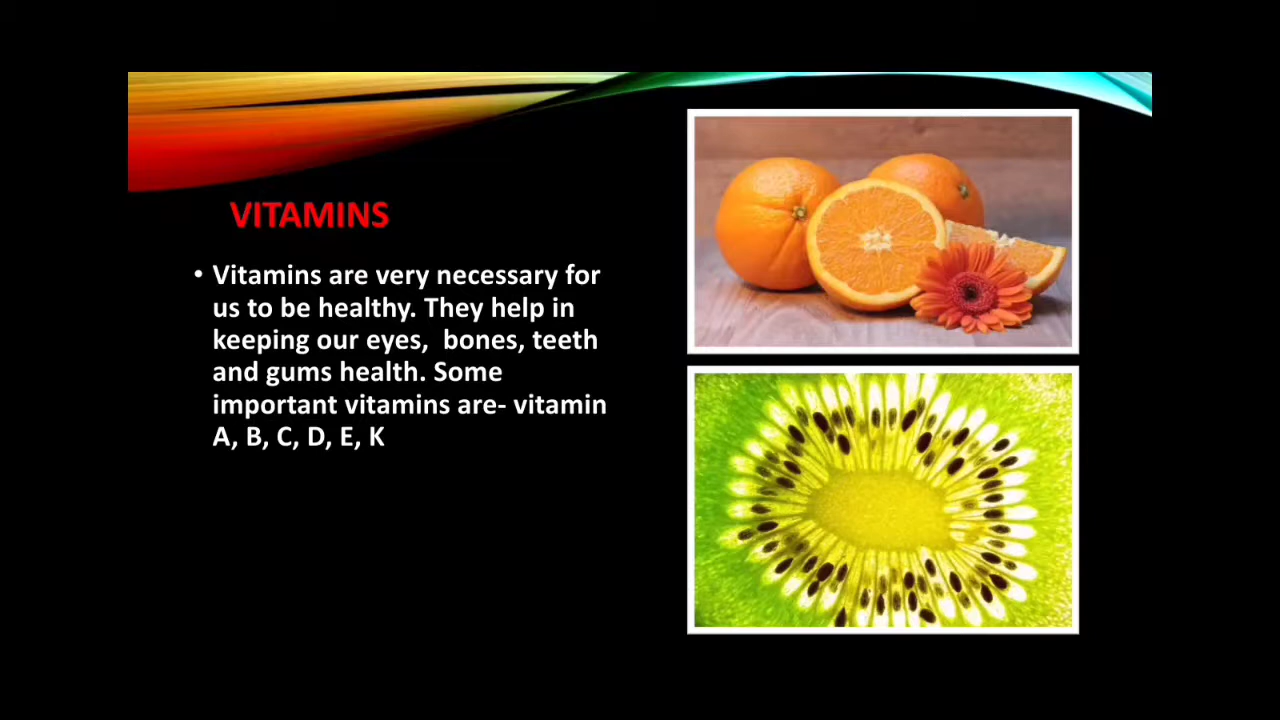 VITAMINS
• Vitamins are very necessary for
us to be healthy. They help in
keeping our eyes,  bones, teeth
and gums health. Some
important vitamins are- vitamin
A, B, C, D, E, K